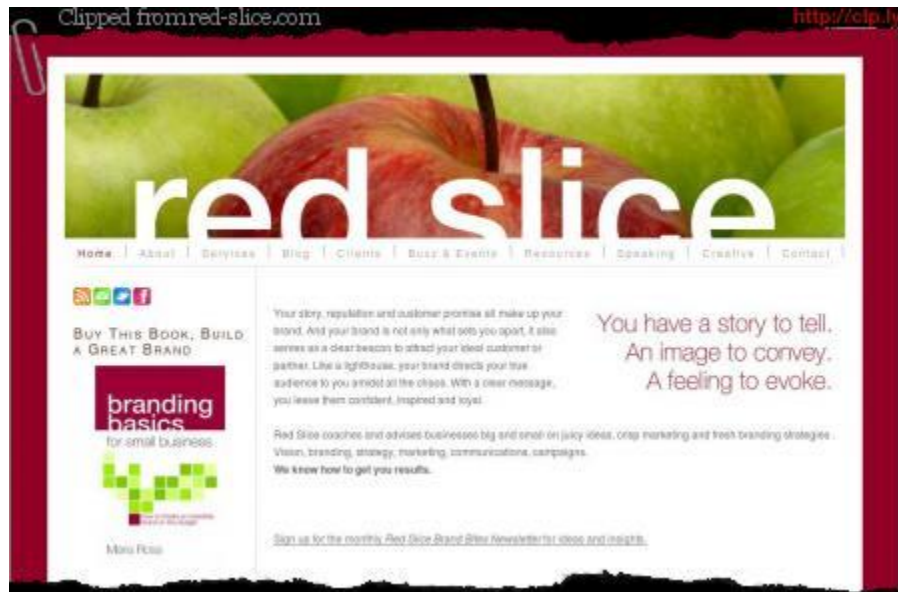 Clipped fromred-slice.com
http://clp.ly
red slice
Home About Services Blog Clients Buzz & Events Resources Speaking Creative Contact
BUY THIS BOOK, BUILD
A GREAT BRAND
branding
basics
for small business
Your story, reputation and customer promise all make up your
brand. And your brand is not only what sets you apart, it also
serves as a clear beacon to attract your ideal customer or
partner. Like a lighthouse, your brand directs your true
audience to you amidst all the chaos. With a clear message,
you leave them confident, inspired and loyal.
You have a story to tell.
An image to convey.
A feeling to evoke.
Red Slice coaches and advises businesses big and small on juicy ideas, crisp marketing and fresh branding strategies.
Vision, branding, strategy, marketing, communications, campaigns.
We know how to get you results.
Sign up for the monthly Red Slice Brand Bites Newsletter for ideas and insights.